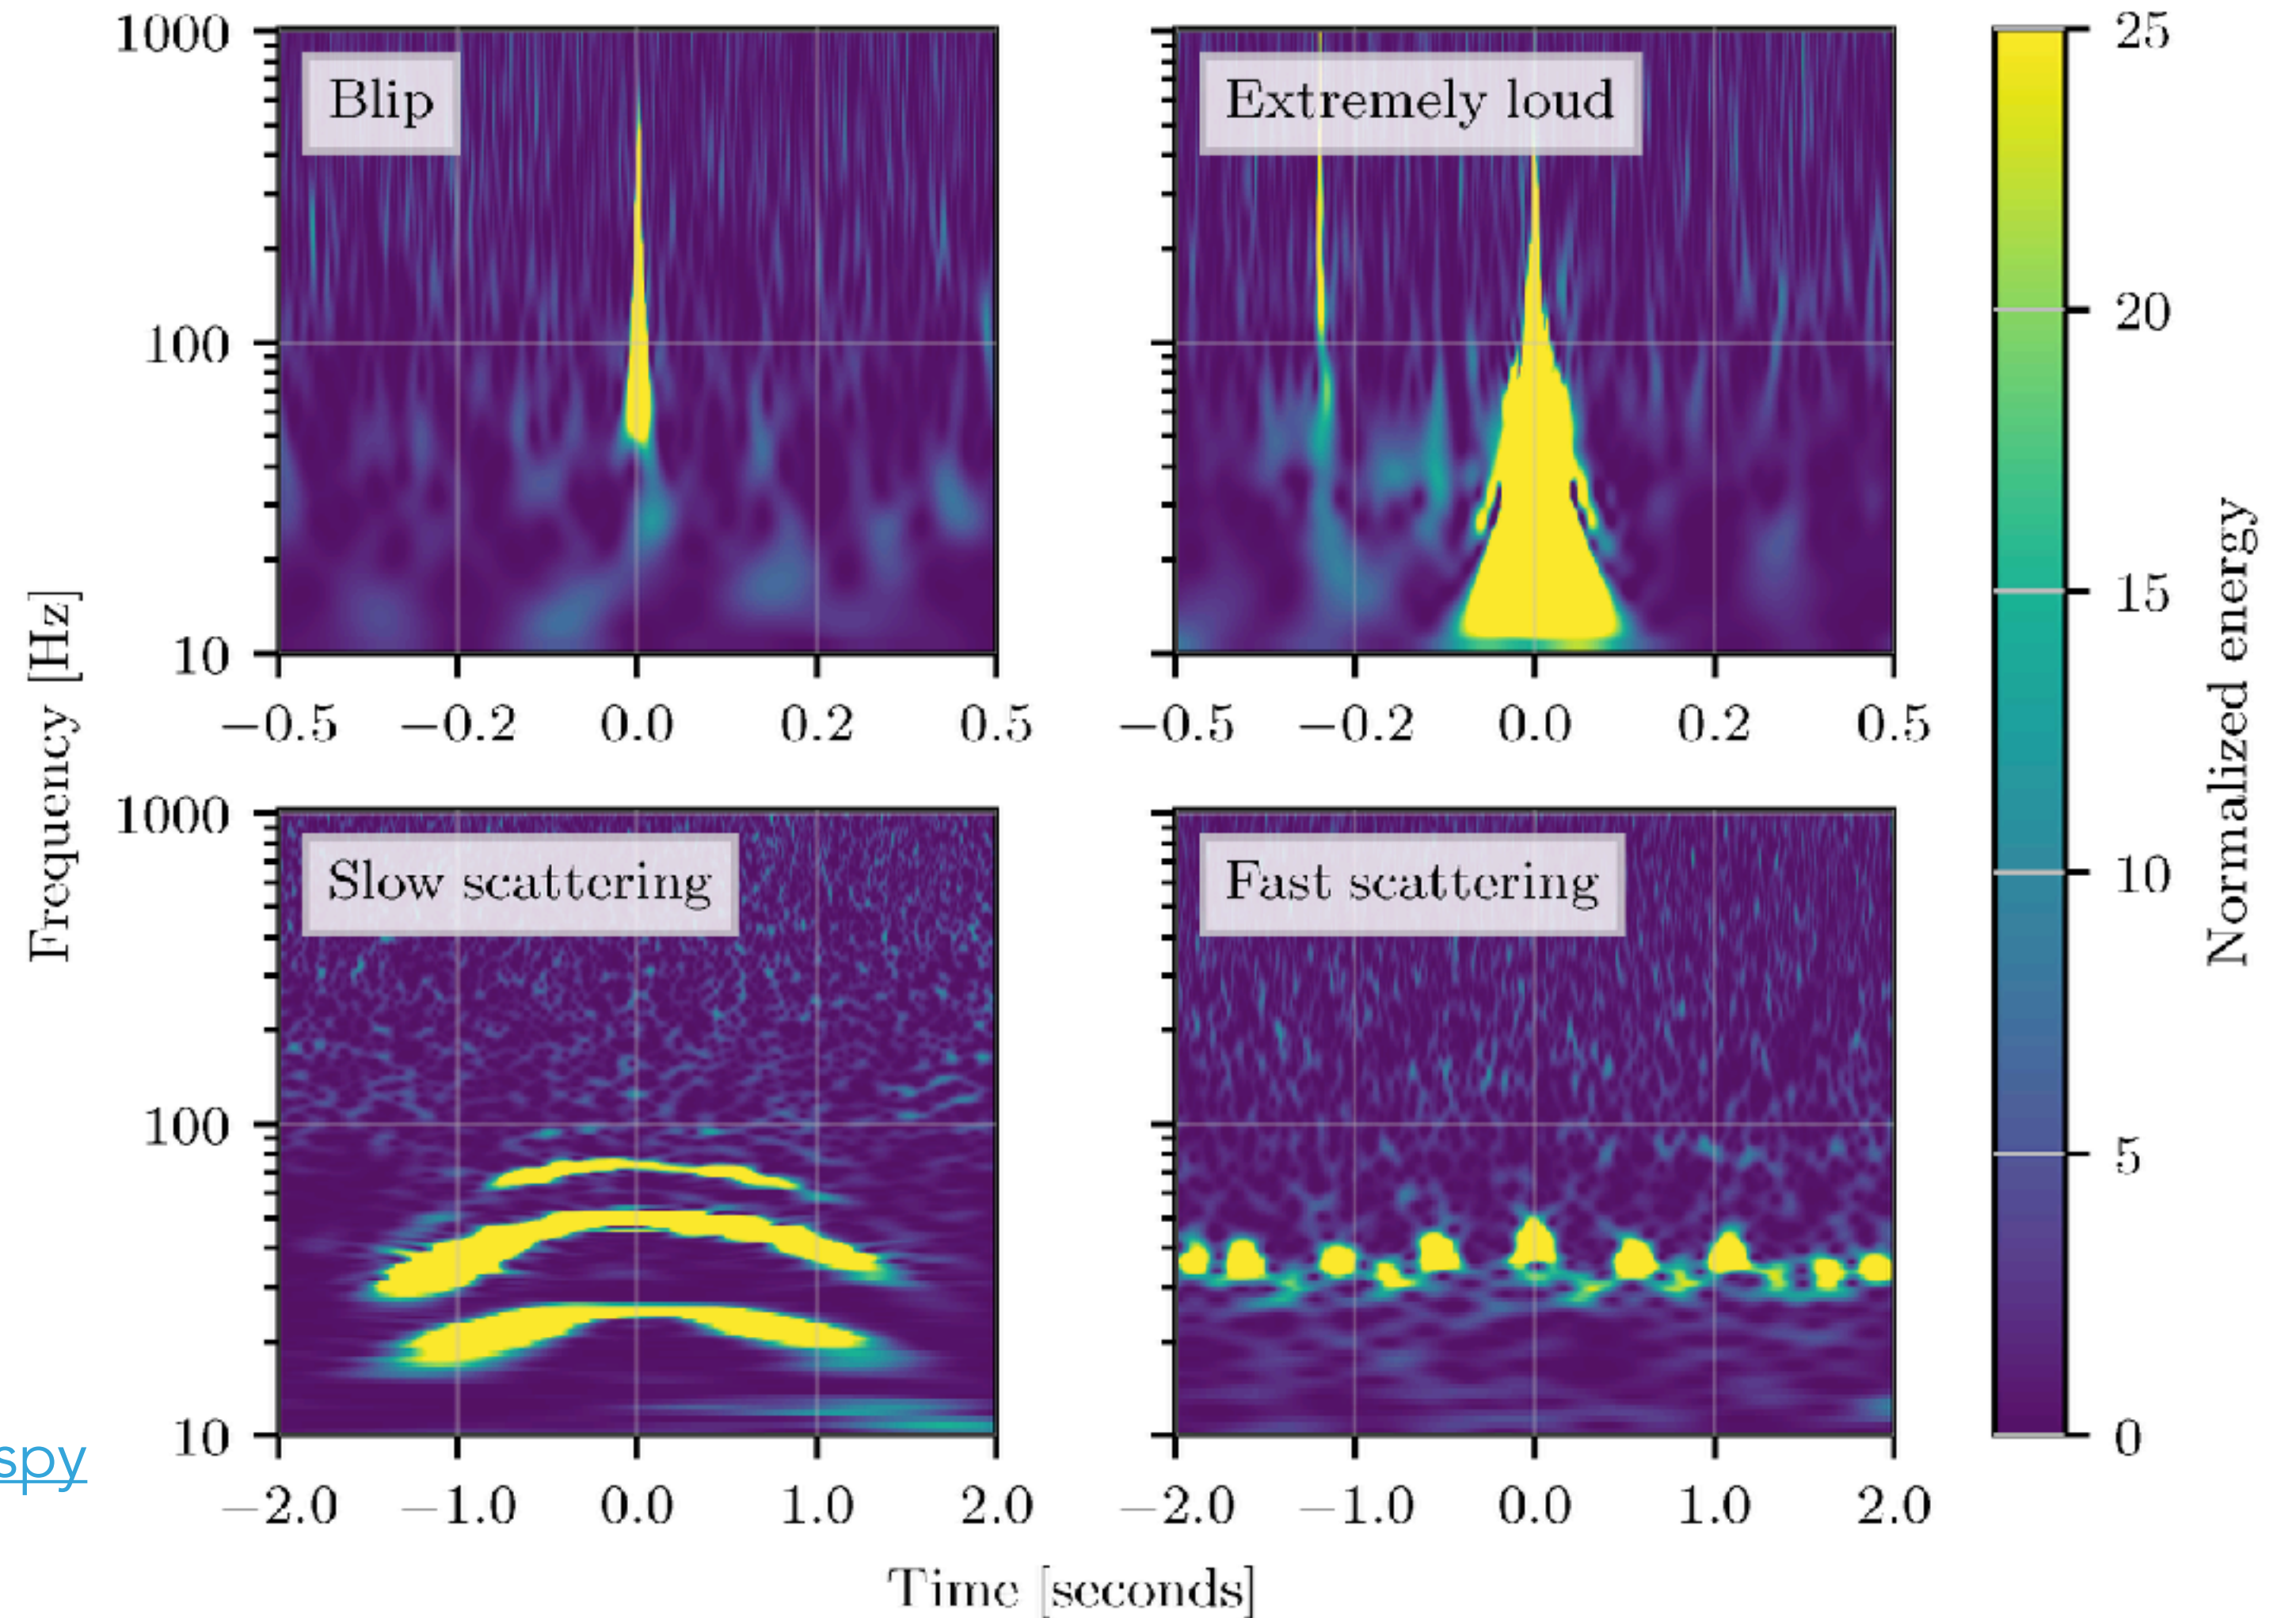 Frequency [Hz]
1000
100
10
Blip
−0.5 −0.2 0.0 0.2 0.5
Extremely loud
−0.5 −0.2 0.0 0.2 0.5
1000
100
10
Slow scattering
−2.0 −1.0 0.0 1.0 2.0
Fast scattering
−2.0 −1.0 0.0 1.0 2.0
Time [seconds]
25
20
15
10
5
0
Normalized energy
spy